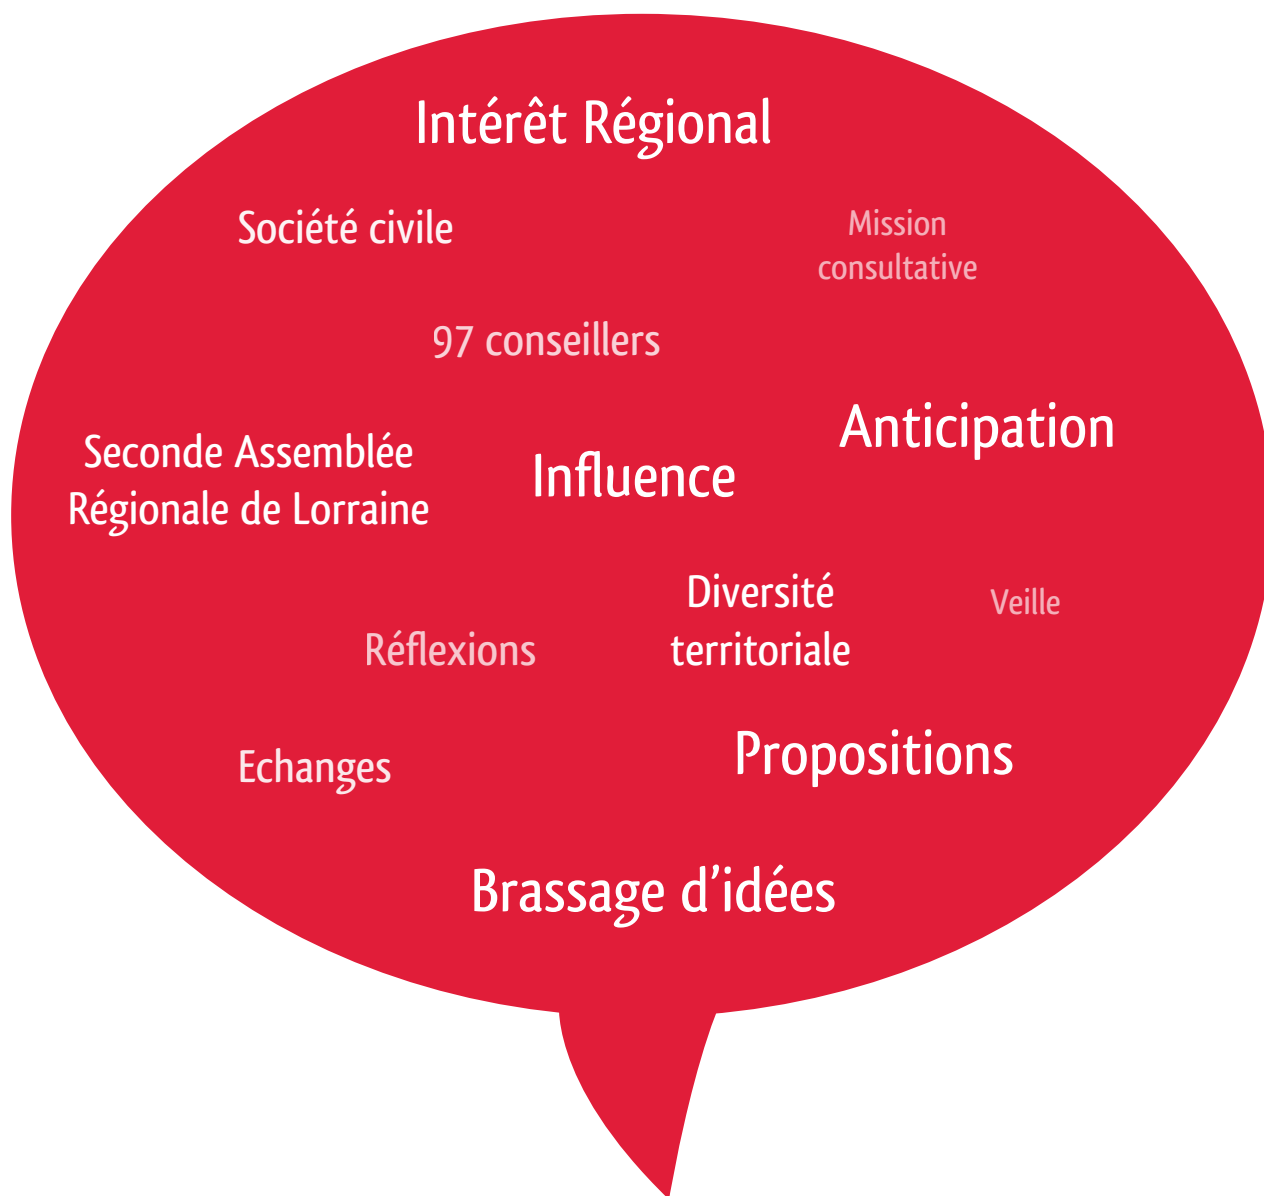 Intérêt Régional
Société civile
Mission
consultative
97 conseillers
Anticipation
Seconde Assemblée
Régionale de Lorraine
Influence
Diversité
territoriale
Veille
Réflexions
Propositions
Echanges
Brassage d’idées